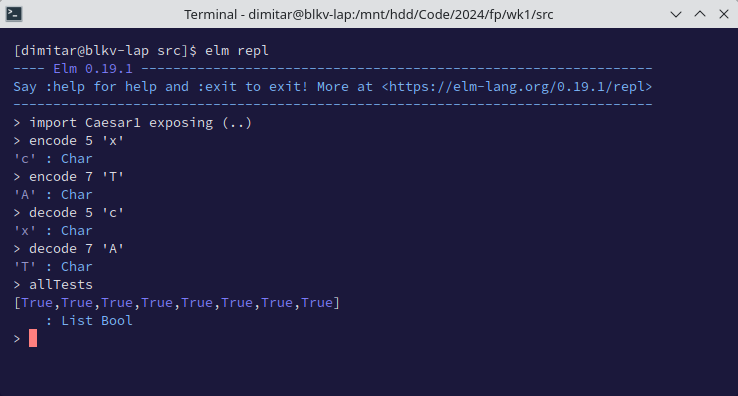 Terminal - dimitar@blkv-lap:/mnt/hdd/Code/2024/fp/wk1/src
[dimitar@blkv-lap src]$ elm repl
---- Elm 0.19.1 ----------------------------------------------------------------
Say :help for help and :exit to exit! More at <https://elm-lang.org/0.19.1/repl>
--------------------------------------------------------------------------------
> import Caesar1 exposing (..)
> encode 5 'x'
'c' : Char
> encode 7 'T'
'A' : Char
> decode 5 'c'
'x' : Char
> decode 7 'A'
'T' : Char
> allTests
[True,True,True,True,True,True,True,True]
    : List Bool
>